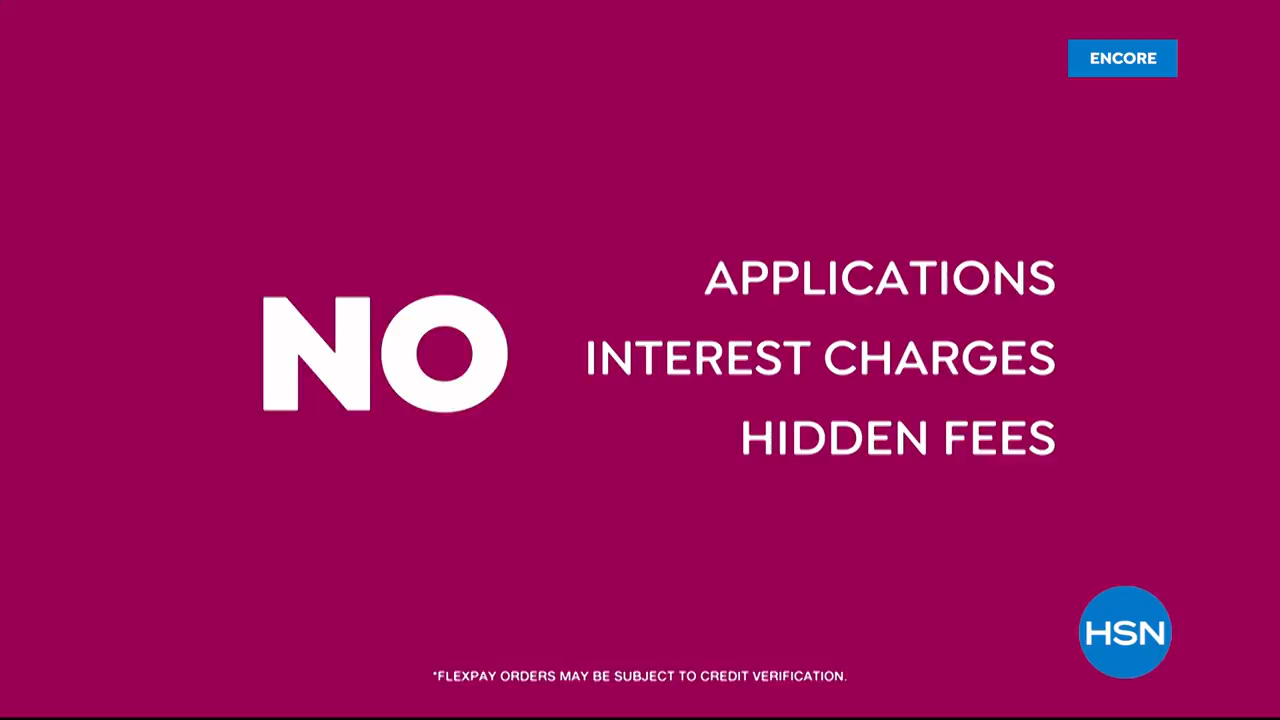 ENCORE
NO
APPLICATIONS
INTEREST CHARGES
HIDDEN FEES
HSN
*FLEXPAY ORDERS MAY BE SUBJECT TO CREDIT VERIFICATION.